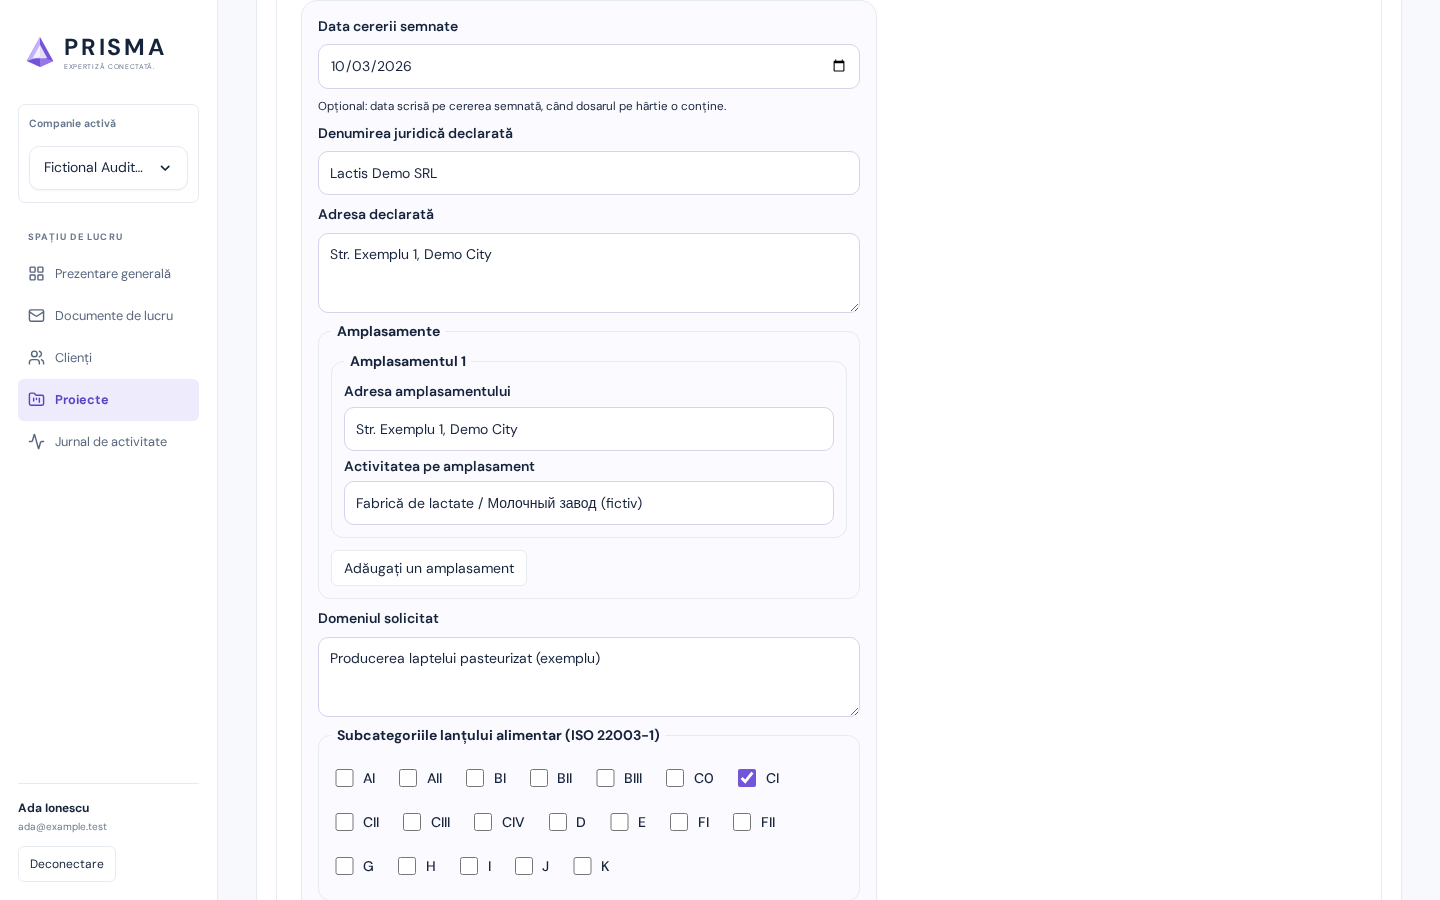 PRISMA
EXPERTIZĂ CONECTATĂ.
Companie activă
Fictional Audit...
SPAȚIU DE LUCRU
Prezentare generală
Documente de lucru
Clienți
Proiecte
Jurnal de activitate
Ada Ionescu
ada@example.test
Deconectare
Data cererii semnate
10/03/2026
Opțional: data scrisă pe cererea semnată, când dosarul pe hârtie o conține.
Denumirea juridică declarată
Lactis Demo SRL
Adresa declarată
Str. Exemplu 1, Demo City
Amplasamente
Amplasamentul 1
Adresa amplasamentului
Str. Exemplu 1, Demo City
Activitatea pe amplasament
Fabrică de lactate / Молочный завод (fictiv)
Adăugați un amplasament
Domeniul solicitat
Producerea laptelui pasteurizat (exemplu)
Subcategoriile lanțului alimentar (ISO 22003-1)
AI AII BI BII BIII C0 CI
CII CIII CIV D E FI FII
G H I J K